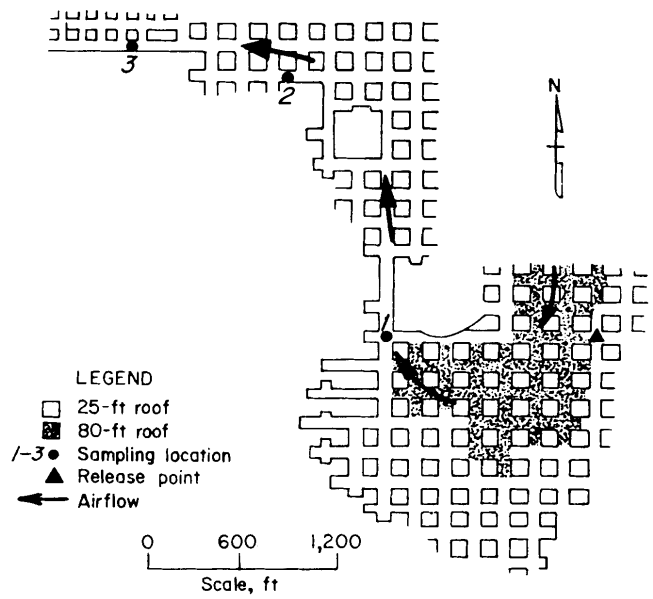 3
2
N
1
LEGEND
25-ft roof
80-ft roof
1-3 Sampling location
Release point
Airflow
0 600 1,200
Scale, ft